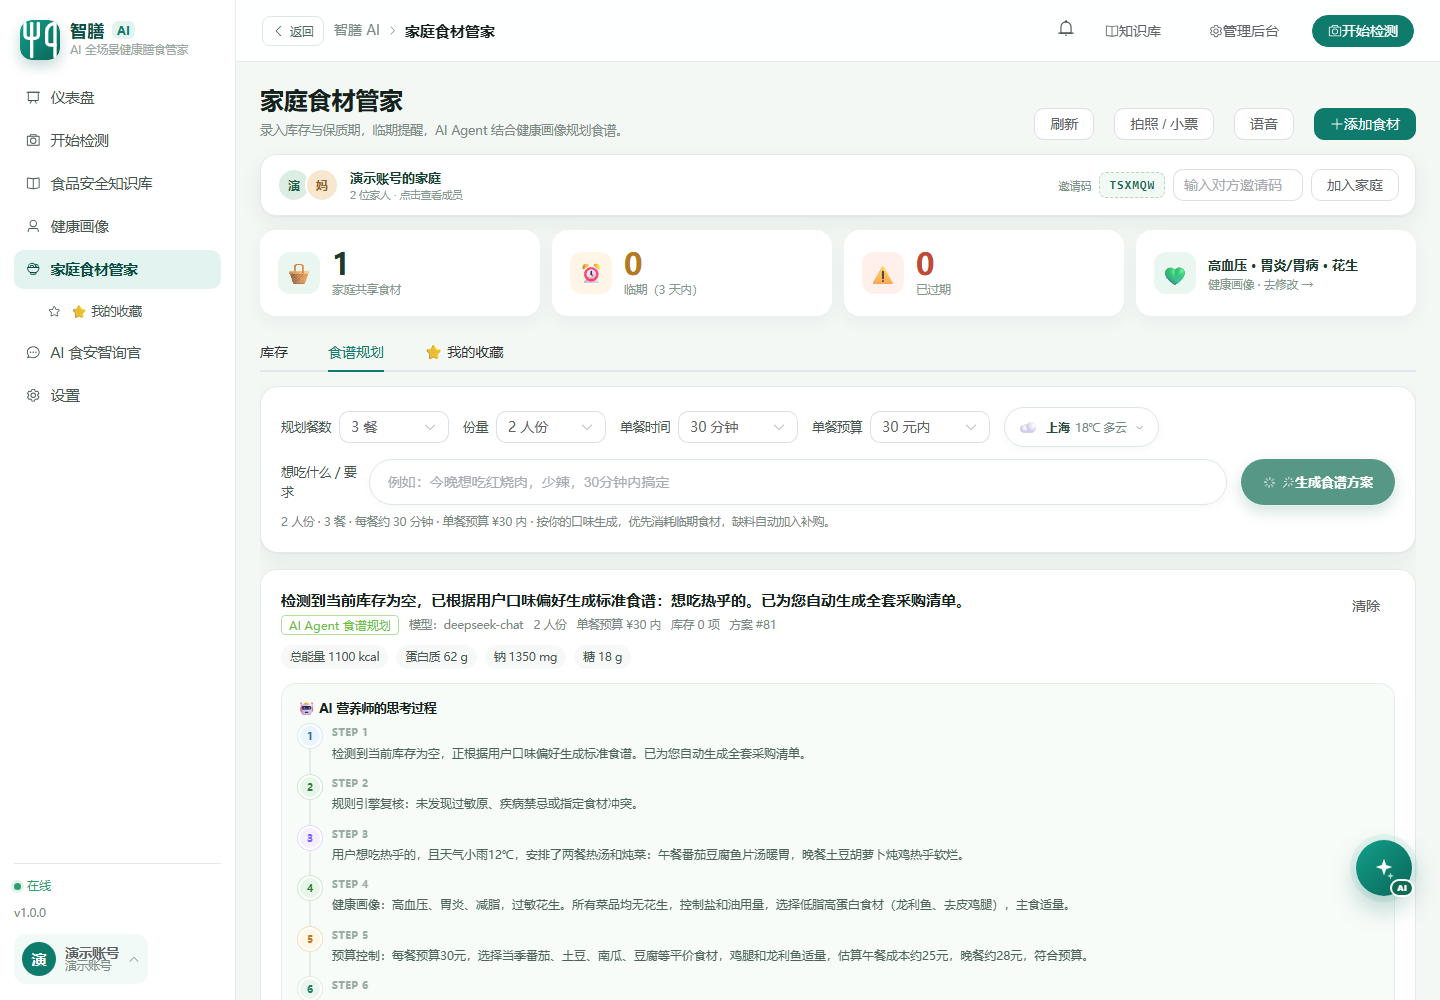 智膳 AI
AI 全场景健康膳食管家
仪表盘
开始检测
食品安全知识库
健康画像
家庭食材管家
我的收藏
AI 食安智询官
设置
在线
v1.0.0
演
演示账号
演示账号
返回
智膳 AI
家庭食材管家
知识库
管理后台
开始检测
家庭食材管家
录入库存与保质期，临期提醒，AI Agent 结合健康画像规划食谱。
刷新
拍照 / 小票
语音
添加食材
演
妈
演示账号的家庭
2 位家人 · 点击查看成员
邀请码
TSXMQW
输入对方邀请码
加入家庭
1
家庭共享食材
0
临期（3 天内）
0
已过期
高血压 • 胃炎/胃病 • 花生
健康画像 · 去修改 →
库存
食谱规划
我的收藏
规划餐数
3 餐
份量
2 人份
单餐时间
30 分钟
单餐预算
30 元内
上海 18°C 多云
想吃什么 / 要求
例如：今晚想吃红烧肉，少辣，30分钟内搞定
生成食谱方案
2 人份 · 3 餐 · 每餐约 30 分钟 · 单餐预算 ¥30 内 · 按你的口味生成，优先消耗临期食材，缺料自动加入补购。
检测到当前库存为空，已根据用户口味偏好生成标准食谱：想吃热乎的。已为您自动生成全套采购清单。
清除
AI Agent 食谱规划 模型：deepseek-chat 2 人份 单餐预算 ¥30 内 库存 0 项 方案 #81
总能量 1100 kcal
蛋白质 62 g
钠 1350 mg
糖 18 g
AI 营养师的思考过程
1
STEP 1
检测到当前库存为空，正根据用户口味偏好生成标准食谱。已为您自动生成全套采购清单。
2
STEP 2
规则引擎复核：未发现过敏原、疾病禁忌或指定食材冲突。
3
STEP 3
用户想吃热乎的，且天气小雨12°C，安排了两餐热汤和炖菜：午餐番茄豆腐鱼片汤暖胃，晚餐土豆胡萝卜炖鸡热乎软烂。
4
STEP 4
健康画像：高血压、胃炎、减脂，过敏花生。所有菜品均无花生，控制盐和油用量，选择低脂高蛋白食材（龙利鱼、去皮鸡腿），主食适量。
5
STEP 5
预算控制：每餐预算30元，选择当季番茄、土豆、南瓜、豆腐等平价食材，鸡腿和龙利鱼适量，估算午餐成本约25元，晚餐约28元，符合预算。
6
STEP 6
AI